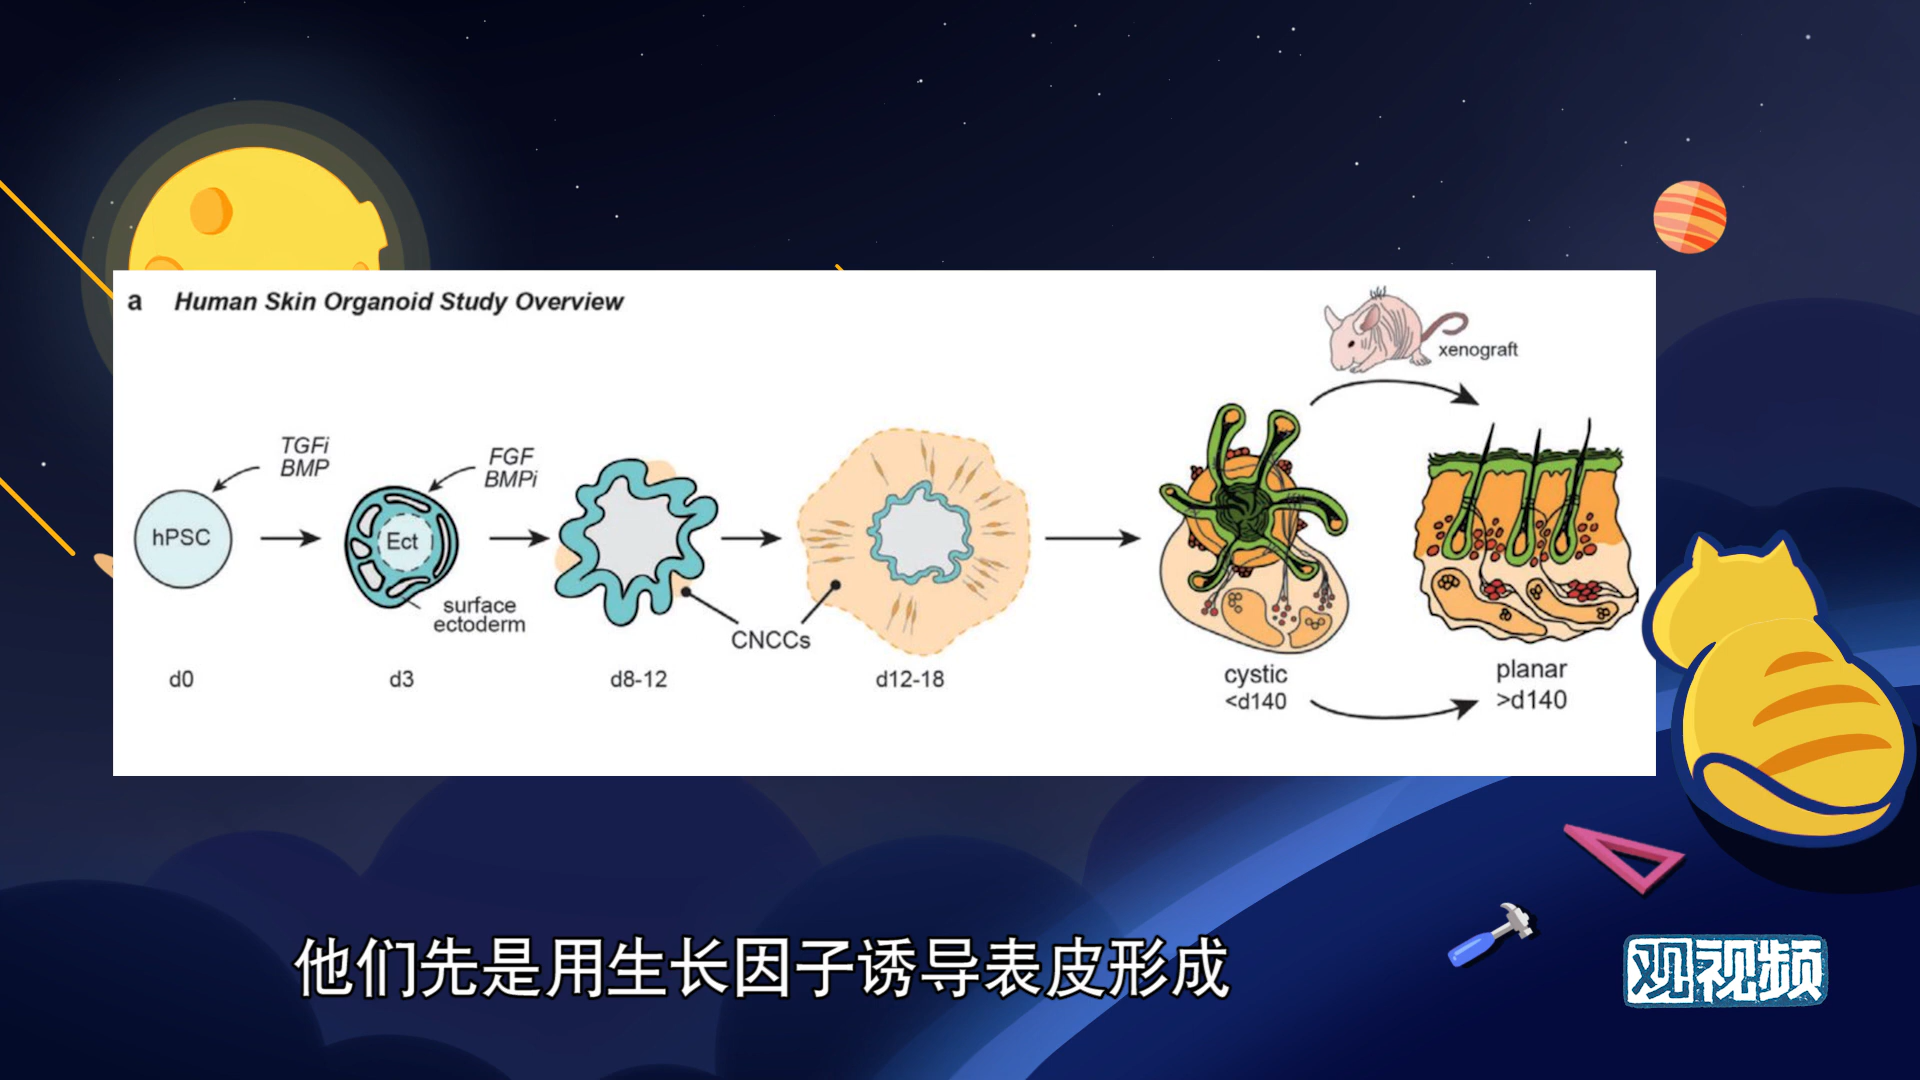 a Human Skin Organoid Study Overview
xenograft
TGFi
BMP
FGF
BMPi
hPSC
Ect
surface
ectoderm
CNCCs
d0
d3
d8-12
d12-18
cystic
<d140
planar
>d140
他们先是用生长因子诱导表皮形成
观视频